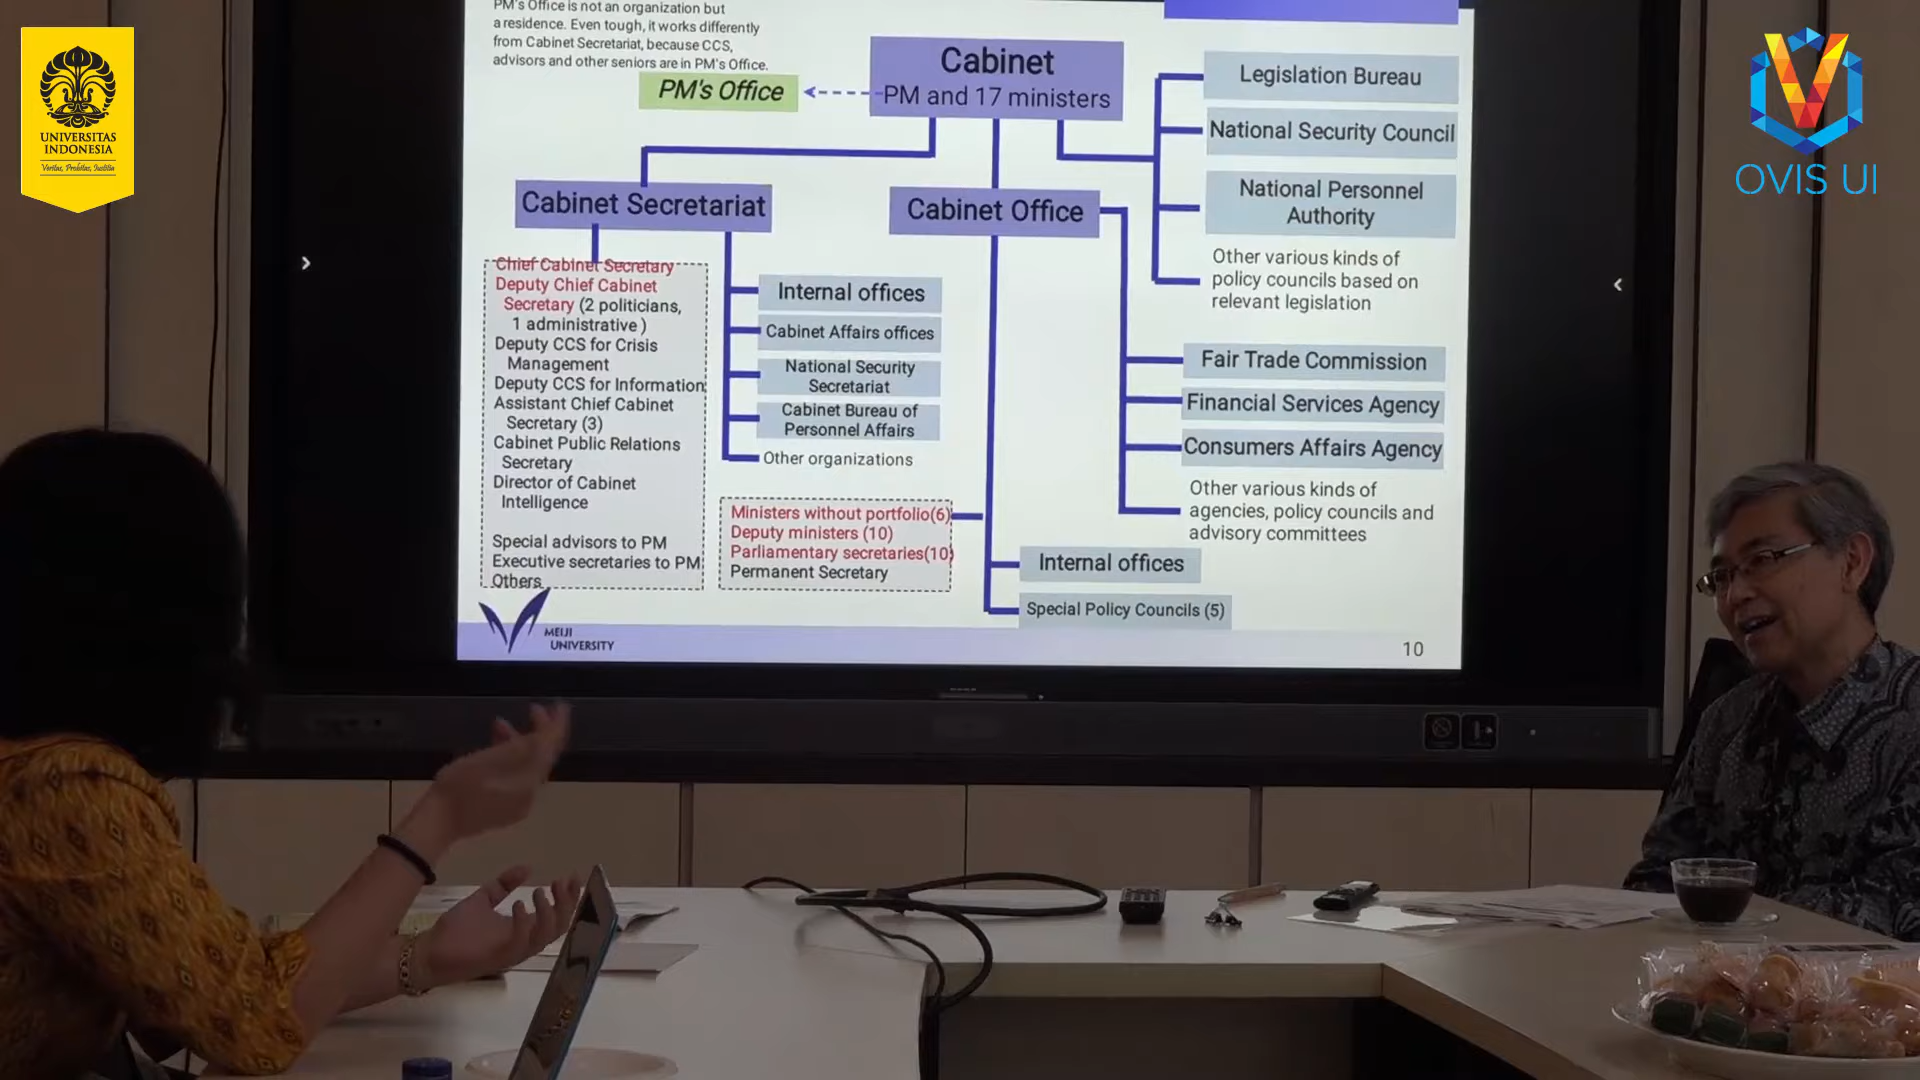 UNIVERSITAS
INDONESIA
Veritas, Probitas, Iustitia
OVIS UI
PM's Office is not an organization but
a residence. Even tough, it works differently
from Cabinet Secretariat, because CCS,
advisors and other seniors are in PM's Office.
PM's Office
Cabinet
PM and 17 ministers
Legislation Bureau
National Security Council
National Personnel
Authority
Other various kinds of
policy councils based on
relevant legislation
Cabinet Secretariat
Cabinet Office
Chief Cabinet Secretary
Deputy Chief Cabinet
Secretary (2 politicians,
1 administrative )
Deputy CCS for Crisis
Management
Deputy CCS for Information
Assistant Chief Cabinet
Secretary (3)
Cabinet Public Relations
Secretary
Director of Cabinet
Intelligence
Special advisors to PM
Executive secretaries to PM
Others
Internal offices
Cabinet Affairs offices
National Security
Secretariat
Cabinet Bureau of
Personnel Affairs
Other organizations
Ministers without portfolio(6)
Deputy ministers (10)
Parliamentary secretaries(10)
Permanent Secretary
Fair Trade Commission
Financial Services Agency
Consumers Affairs Agency
Other various kinds of
agencies, policy councils and
advisory committees
Internal offices
Special Policy Councils (5)
MEIJI
UNIVERSITY
10